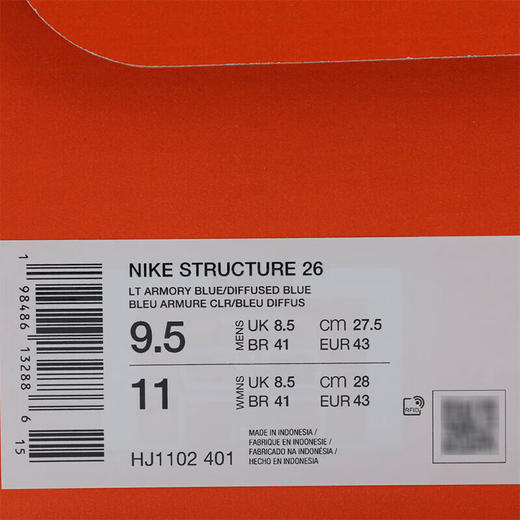 NIKE STRUCTURE 26
LT ARMORY BLUE/DIFFUSED BLUE
BLEU ARMURE CLR/BLEU DIFFUS
9.5 MENS UK 8.5 cm 27.5
BR 41 EUR 43
11 WMNS UK 8.5 cm 28
BR 41 EUR 43
RFID
MADE IN INDONESIA /
FABRIQUE EN INDONESIE /
FABRICADO NA INDONÉSIA /
HECHO EN INDONESIA
HJ1102 401
1 98486 13288 6 15